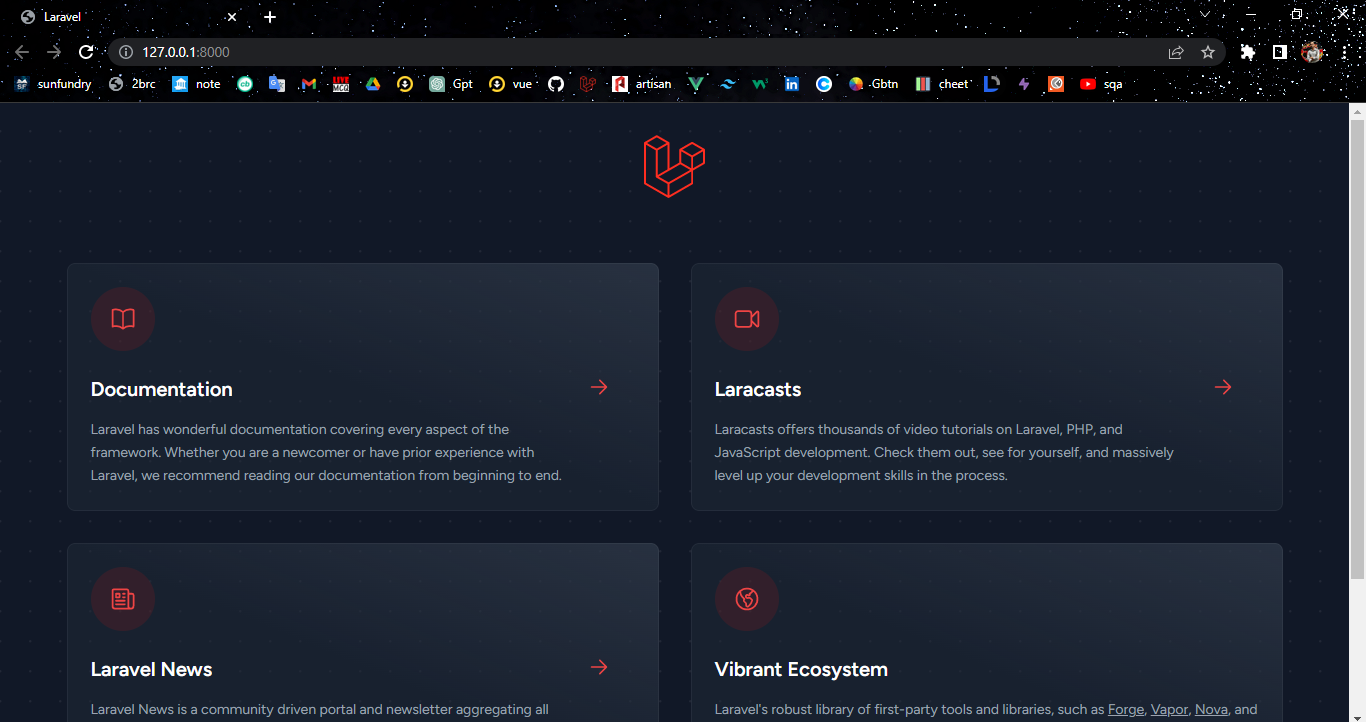 Laravel
127.0.0.1:8000
sunfundry 2brc note Gpt vue artisan Gbtn cheet sqa
Documentation
Laravel has wonderful documentation covering every aspect of the
framework. Whether you are a newcomer or have prior experience with
Laravel, we recommend reading our documentation from beginning to end.
Laracasts
Laracasts offers thousands of video tutorials on Laravel, PHP, and
JavaScript development. Check them out, see for yourself, and massively
level up your development skills in the process.
Laravel News
Laravel News is a community driven portal and newsletter aggregating all
Vibrant Ecosystem
Laravel's robust library of first-party tools and libraries, such as Forge, Vapor, Nova, and